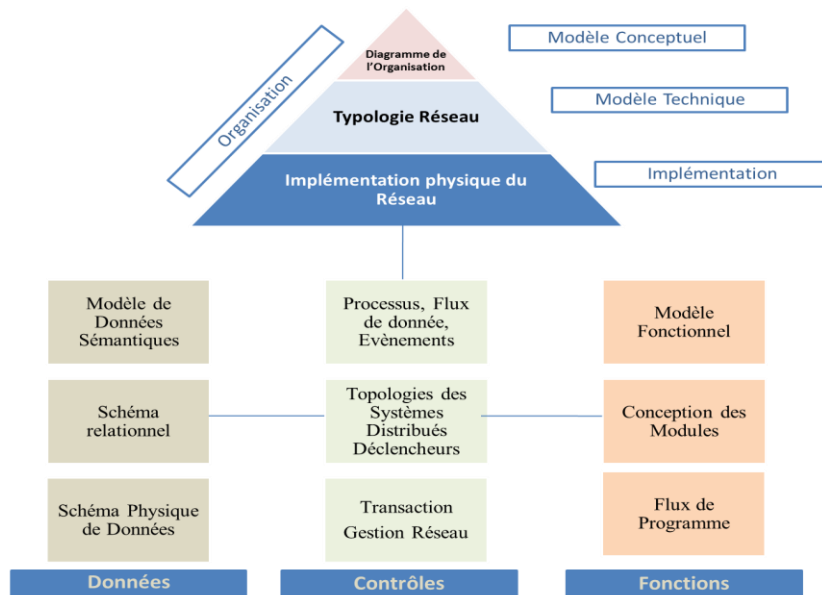 Diagramme de
l'Organisation
Modèle Conceptuel
Organisation
Typologie Réseau
Modèle Technique
Implémentation physique du
Réseau
Implémentation
Modèle de
Données
Sémantiques
Processus, Flux
de donnée,
Evènements
Modèle
Fonctionnel
Schéma
relationnel
Topologies des
Systèmes
Distribués
Déclencheurs
Conception des
Modules
Schéma Physique
de Données
Transaction
Gestion Réseau
Flux de
Programme
Données
Contrôles
Fonctions